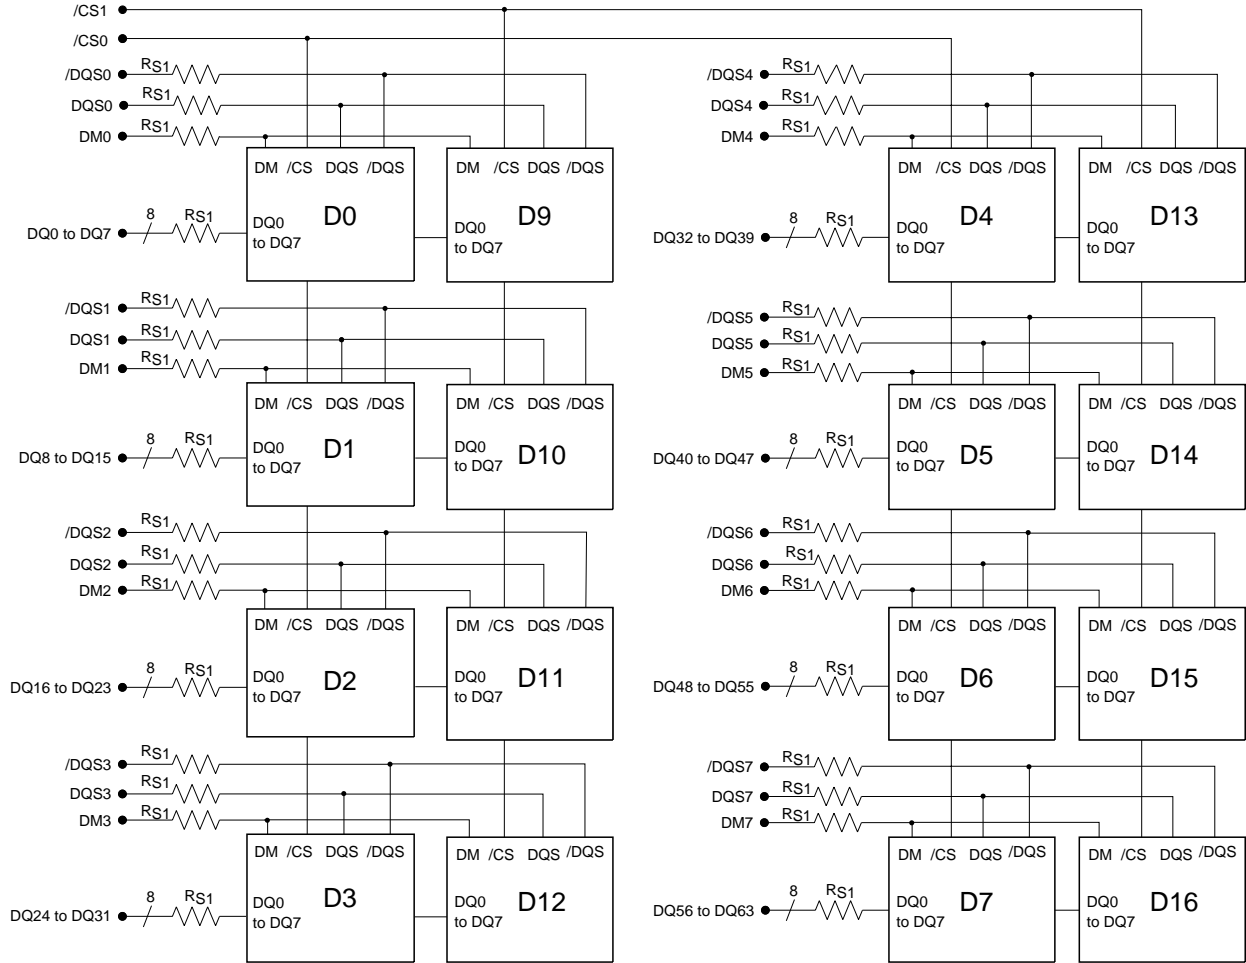 /CS1
/CS0
/DQS0 RS1
DQS0 RS1
DM0 RS1
DM /CS DQS /DQS
D0
DQ0 to DQ7 8 RS1
DQ0
to DQ7
/CS DQS /DQS
DM
D9
DQ0
to DQ7
/DQS1 RS1
DQS1 RS1
DM1 RS1
DM /CS DQS /DQS
D1
DQ8 to DQ15 8 RS1
DQ0
to DQ7
DM /CS DQS /DQS
D10
DQ0
to DQ7
/DQS2 RS1
DQS2 RS1
DM2 RS1
DM /CS DQS /DQS
D2
DQ16 to DQ23 8 RS1
DQ0
to DQ7
DM /CS DQS /DQS
D11
DQ0
to DQ7
/DQS3 RS1
DQS3 RS1
DM3 RS1
DM /CS DQS /DQS
D3
DQ24 to DQ31 8 RS1
DQ0
to DQ7
DM /CS DQS /DQS
D12
DQ0
to DQ7
/DQS4 RS1
DQS4 RS1
DM4 RS1
DM /CS DQS /DQS
D4
DQ32 to DQ39 8 RS1
DQ0
to DQ7
DM /CS DQS /DQS
D13
DQ0
to DQ7
/DQS5 RS1
DQS5 RS1
DM5 RS1
DM /CS DQS /DQS
D5
DQ40 to DQ47 8 RS1
DQ0
to DQ7
DM /CS DQS /DQS
D14
DQ0
to DQ7
/DQS6 RS1
DQS6 RS1
DM6 RS1
DM /CS DQS /DQS
D6
DQ48 to DQ55 8 RS1
DQ0
to DQ7
DM /CS DQS /DQS
D15
DQ0
to DQ7
/DQS7 RS1
DQS7 RS1
DM7 RS1
DM /CS DQS /DQS
D7
DQ56 to DQ63 8 RS1
DQ0
to DQ7
DM /CS DQS /DQS
D16
DQ0
to DQ7